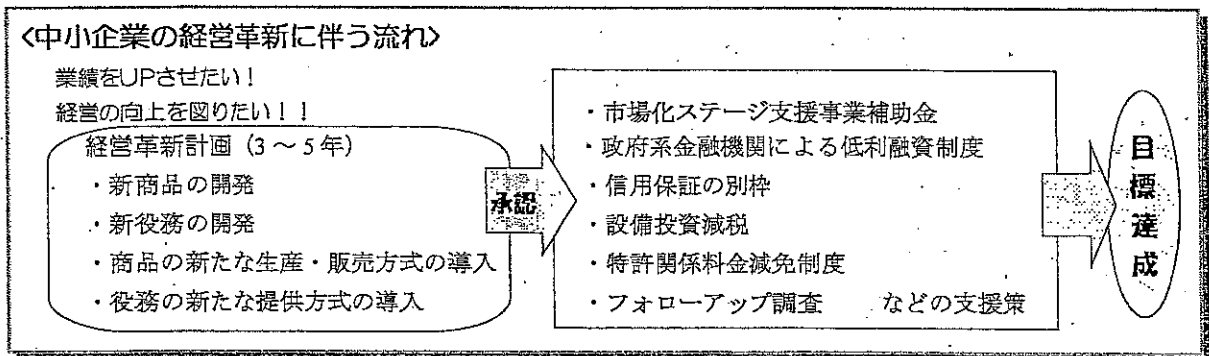 <中小企業の経営革新に伴う流れ>
業績をUPさせたい!
経営の向上を図りたい!!
経営革新計画(3~5年)
・新商品の開発
・新役務の開発
・商品の新たな生産・販売方式の導入
・役務の新たな提供方式の導入
承認
・市場化ステージ支援事業補助金
・政府系金融機関による低利融資制度
・信用保証の別枠
・設備投資減税
・特許関係料金減免制度
・フォローアップ調査 などの支援策
目標達成